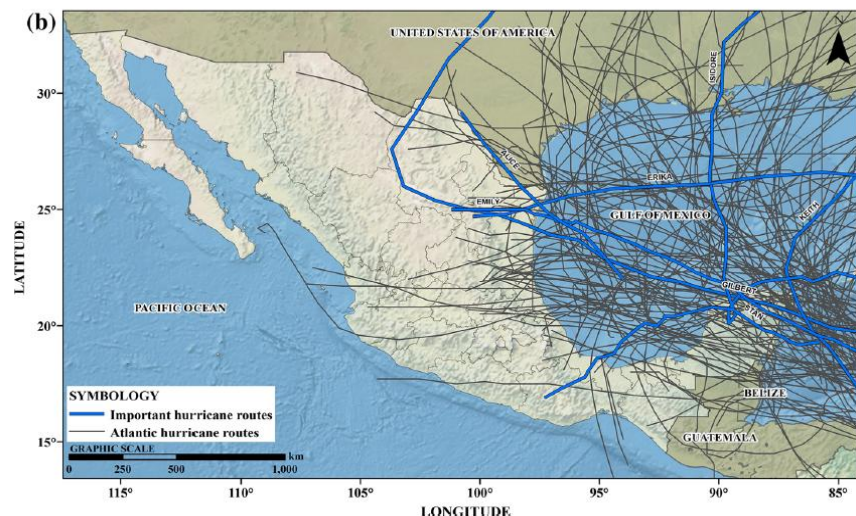 (b)
UNITED STATES OF AMERICA
ISIDORE
N
30°
ALICE
ERIKA
EMILY
25°
GULF OF MEXICO
KEITH
LATITUDE
GILBERT
STAN
PACIFIC OCEAN
20°
SYMBOLOGY
Important hurricane routes
BELIZE
Atlantic hurricane routes
15°
GRAPHIC SCALE
km
GUATEMALA
0 250 500 1,000
115° 110° 105° 100° 95° 90° 85°
LONGITUDE